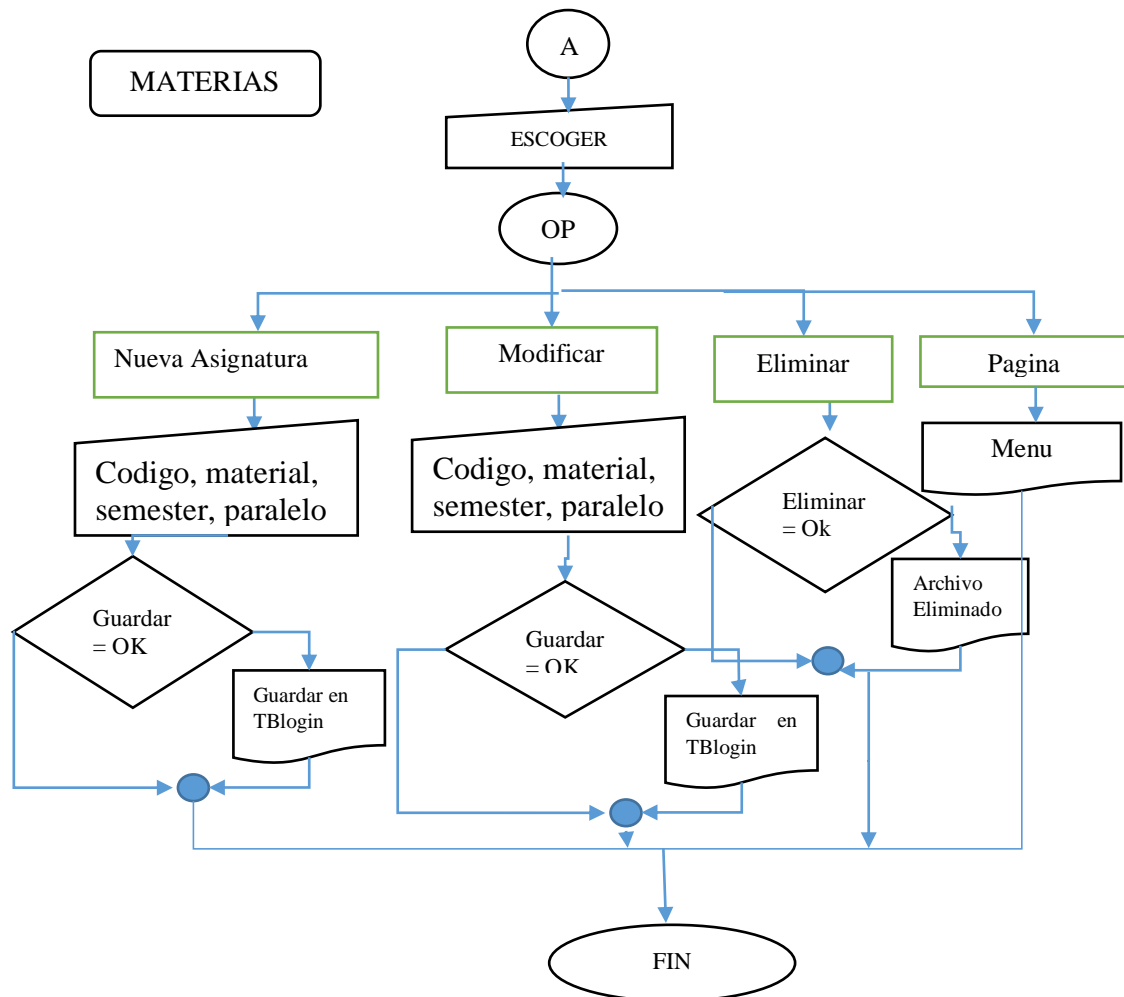 A
MATERIAS
ESCOGER
OP
Nueva Asignatura
Modificar
Eliminar
Pagina
Codigo, material,
semester, paralelo
Codigo, material,
semester, paralelo
Eliminar
= Ok
Menu
Archivo
Eliminado
Guardar
= OK
Guardar
= OK
Guardar en
TBlogin
Guardar en
TBlogin
FIN